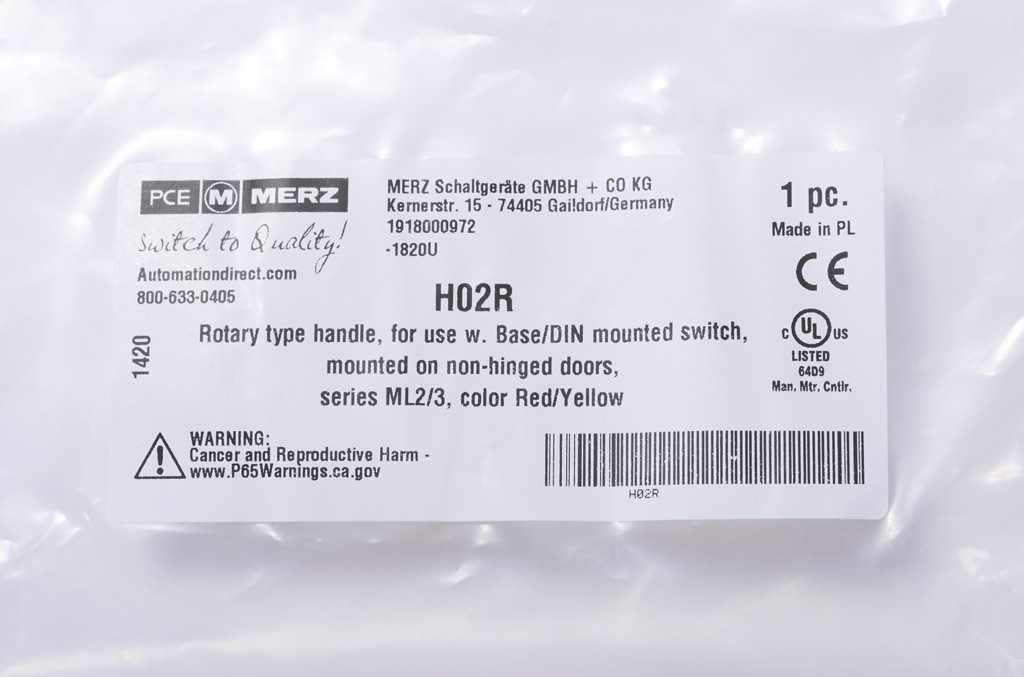 PCE M MERZ
Switch to Quality!
Automationdirect.com
800-633-0405
MERZ Schaltgeräte GMBH + CO KG
Kernerstr. 15 - 74405 Gaildorf/Germany
1918000972
-1820U
1 pc.
Made in PL
CE
H02R
Rotary type handle, for use w. Base/DIN mounted switch,
mounted on non-hinged doors,
series ML2/3, color Red/Yellow
1420
C UL US
LISTED
64D9
Man. Mtr. Cntlr.
WARNING:
Cancer and Reproductive Harm -
www.P65Warnings.ca.gov
H02R